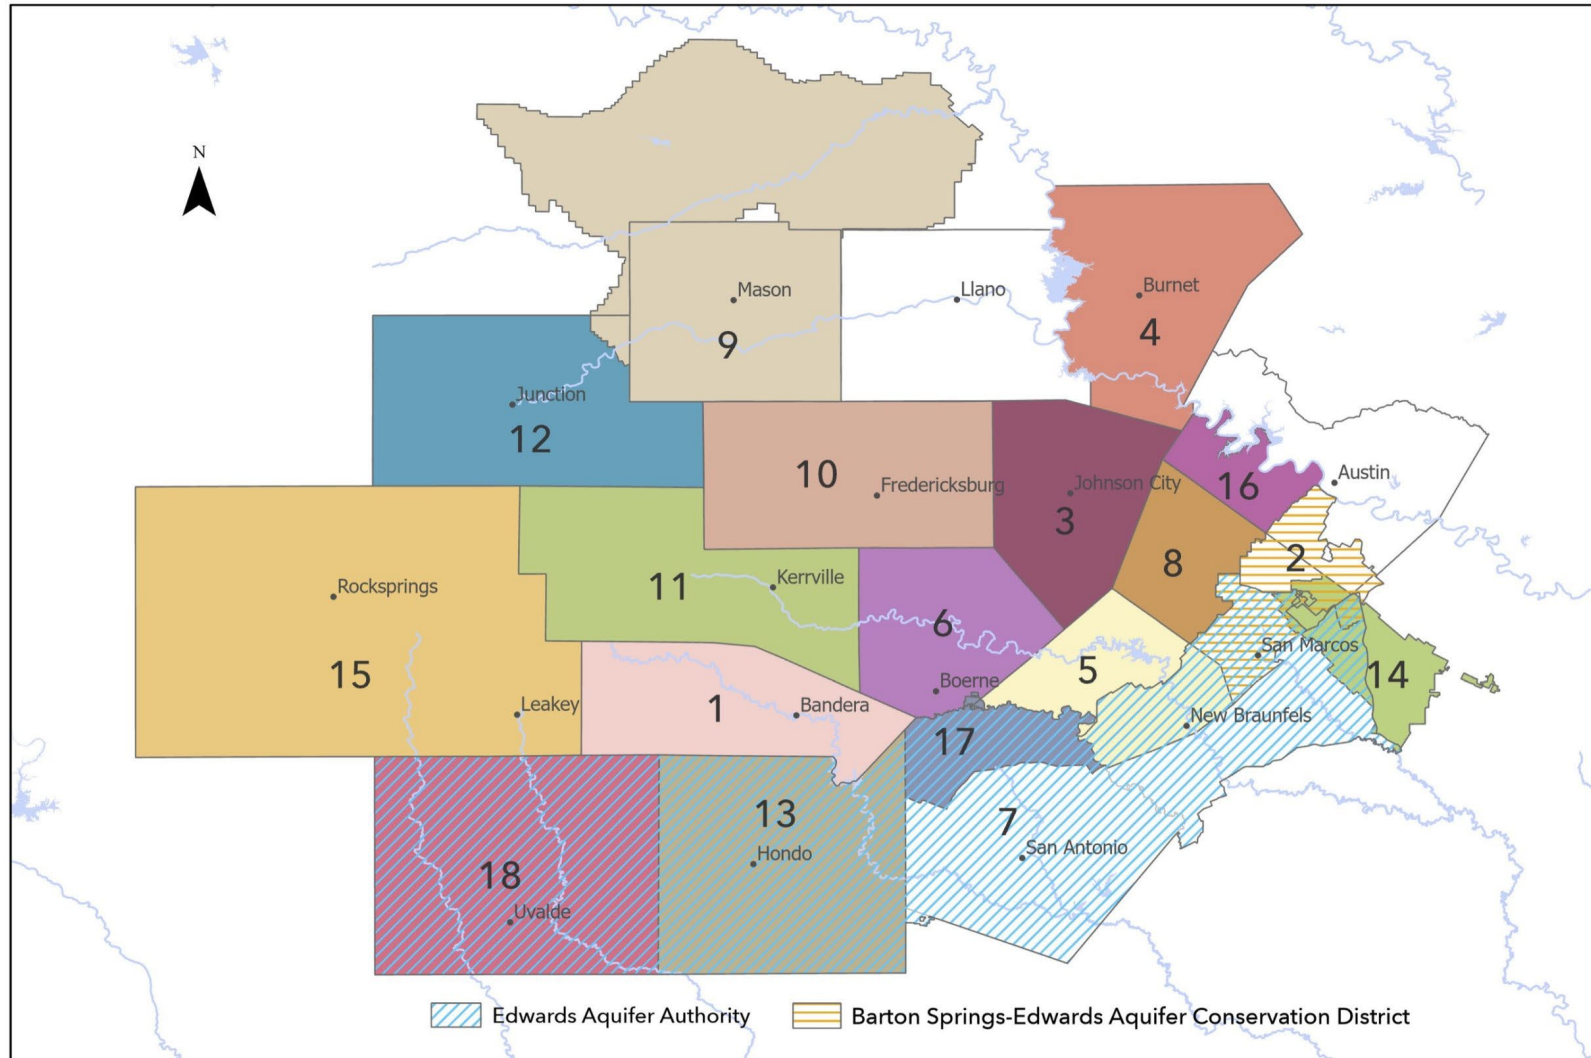 N
Mason
Llano
Burnet
4
9
Junction
12
10
Fredericksburg
Johnson City
3
16
Austin
2
8
Rocksprings
11
Kerrville
6
San Marcos
15
5
14
Boerne
Leakey
1
Bandera
New Braunfels
17
13
7
Hondo
San Antonio
18
Uvalde
Edwards Aquifer Authority
Barton Springs-Edwards Aquifer Conservation District